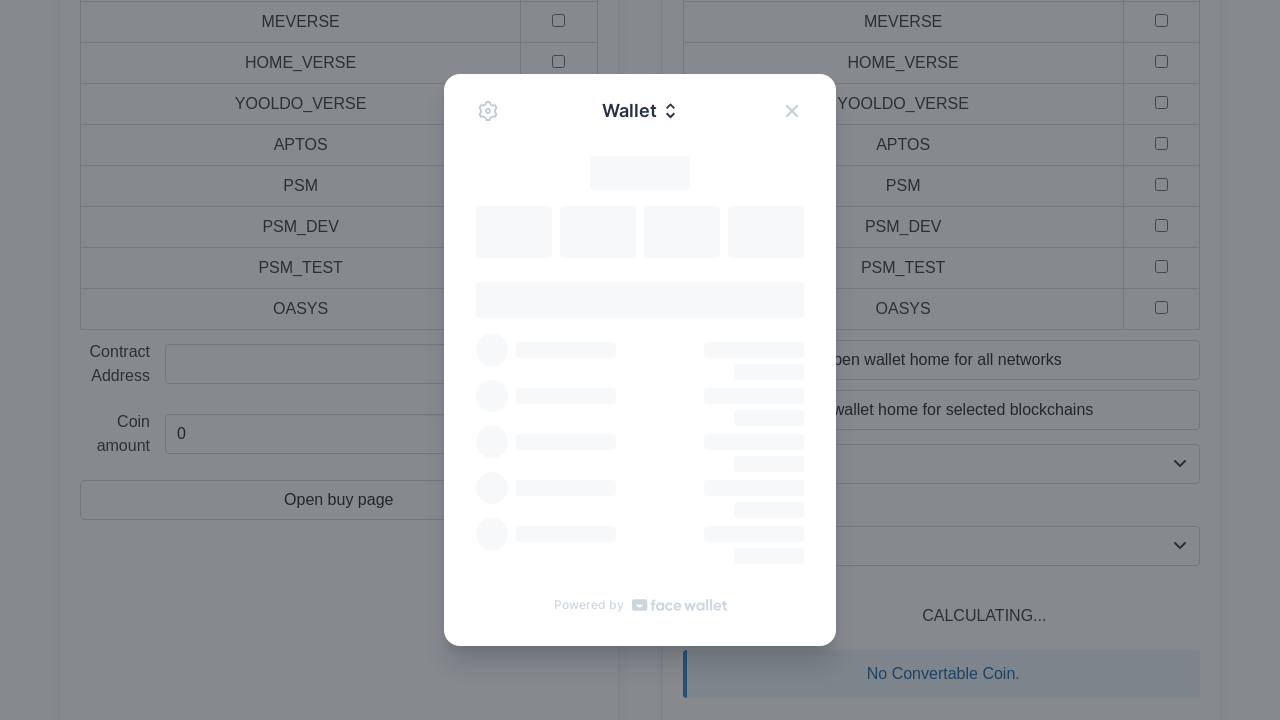 MEVERSE
HOME_VERSE
YOOLDO_VERSE
APTOS
PSM
PSM_DEV
PSM_TEST
OASYS
Contract
Address
Coin
amount
0
Open buy page
Wallet
Powered by face wallet
MEVERSE
HOME_VERSE
YOOLDO_VERSE
APTOS
PSM
PSM_DEV
PSM_TEST
OASYS
pen wallet home for all networks
wallet home for selected blockchains
CALCULATING...
No Convertable Coin.